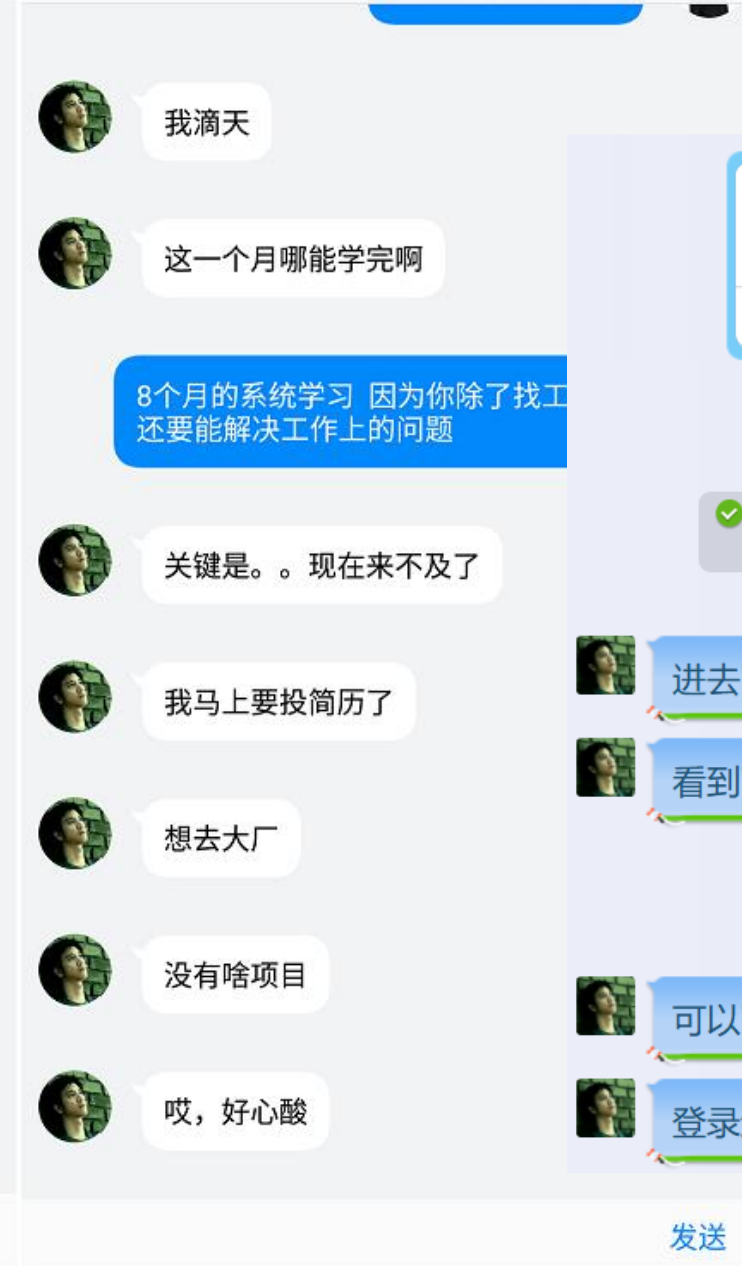 我滴天
这一个月哪能学完啊
8个月的系统学习 因为你除了找工
还要能解决工作上的问题
关键是。。现在来不及了
我马上要投简历了
想去大厂
没有啥项目
哎，好心酸
进去
看到
可以
登录
发送